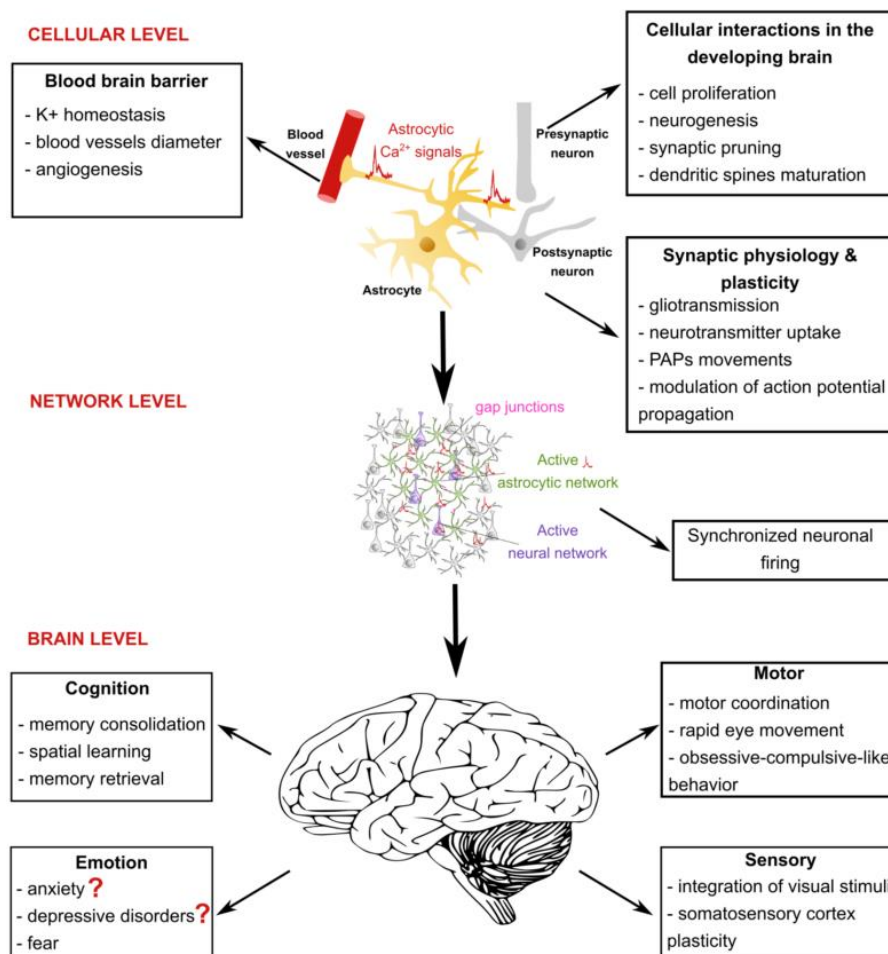 CELLULAR LEVEL
Blood brain barrier
- K+ homeostasis
- blood vessels diameter
- angiogenesis
Blood
vessel
Astrocytic
Ca²⁺ signals
Presynaptic
neuron
Postsynaptic
neuron
Astrocyte
Cellular interactions in the
developing brain
- cell proliferation
- neurogenesis
- synaptic pruning
- dendritic spines maturation
Synaptic physiology &
plasticity
- gliotransmission
- neurotransmitter uptake
- PAPs movements
- modulation of action potential
propagation
NETWORK LEVEL
gap junctions
Active
astrocytic network
Active
neural network
Synchronized neuronal
firing
BRAIN LEVEL
Cognition
- memory consolidation
- spatial learning
- memory retrieval
Motor
- motor coordination
- rapid eye movement
- obsessive-compulsive-like
behavior
Emotion
- anxiety?
- depressive disorders?
- fear
Sensory
- integration of visual stimuli
- somatosensory cortex
plasticity